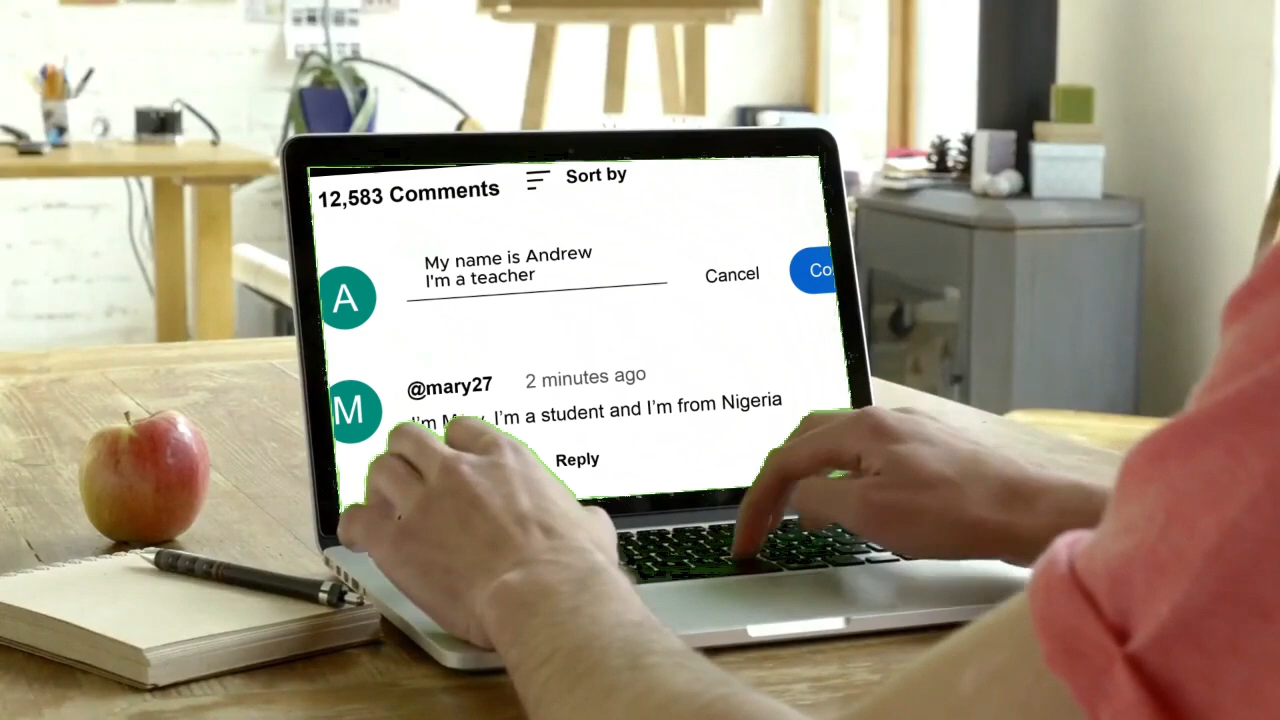 12,583 Comments
Sort by
My name is Andrew
I'm a teacher
Cancel
A
@mary27
2 minutes ago
M
I'm a student and I'm from Nigeria
Reply